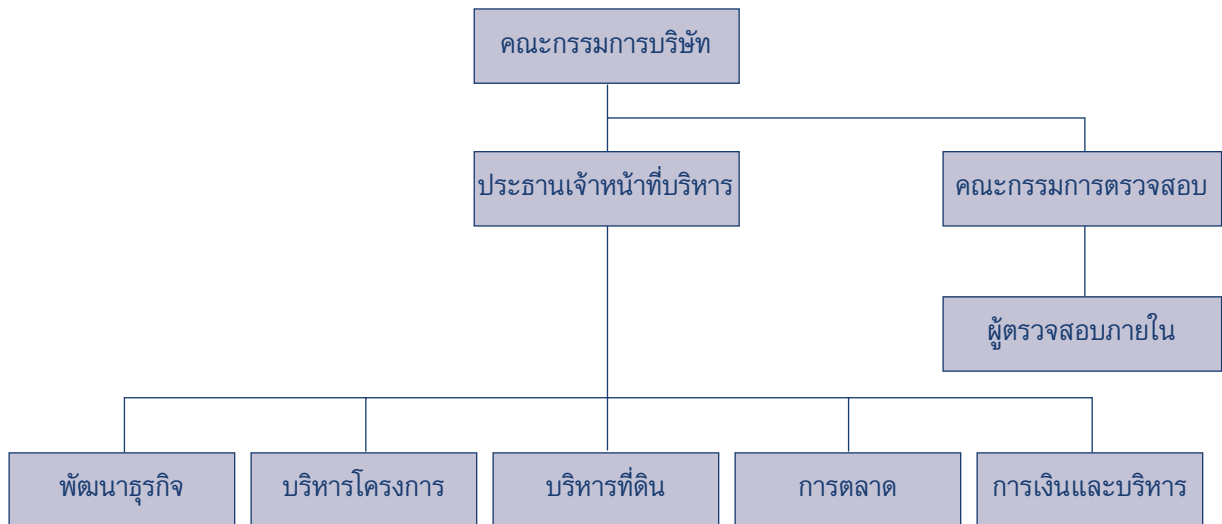 คณะกรรมการบริษัท
ประธานเจ้าหน้าที่บริหาร
คณะกรรมการตรวจสอบ
ผู้ตรวจสอบภายใน
พัฒนาธุรกิจ
บริหารโครงการ
บริหารที่ดิน
การตลาด
การเงินและบริหาร